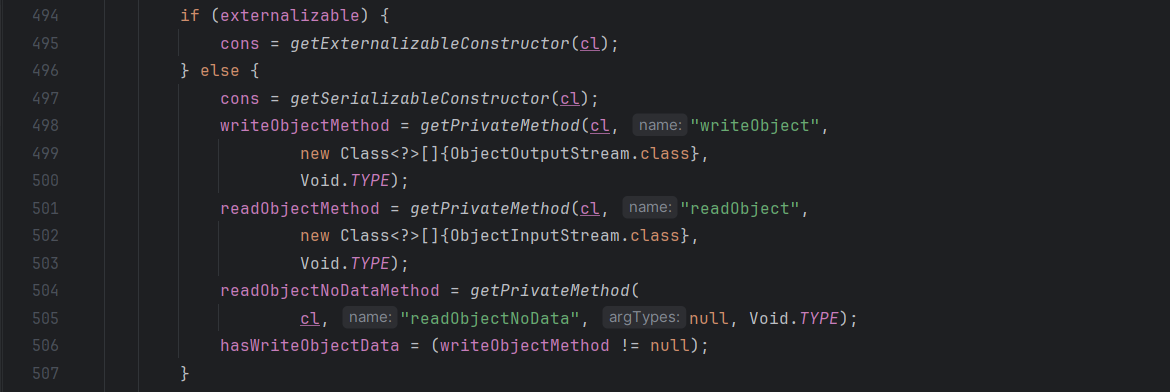 494 if (externalizable) {
495 cons = getExternalizableConstructor(cl);
496 } else {
497 cons = getSerializableConstructor(cl);
498 writeObjectMethod = getPrivateMethod(cl, name: "writeObject",
499 new Class<?>[]{ObjectOutputStream.class},
500 Void.TYPE);
501 readObjectMethod = getPrivateMethod(cl, name: "readObject",
502 new Class<?>[]{ObjectInputStream.class},
503 Void.TYPE);
504 readObjectNoDataMethod = getPrivateMethod(
505 cl, name: "readObjectNoData", argTypes: null, Void.TYPE);
506 hasWriteObjectData = (writeObjectMethod != null);
507 }